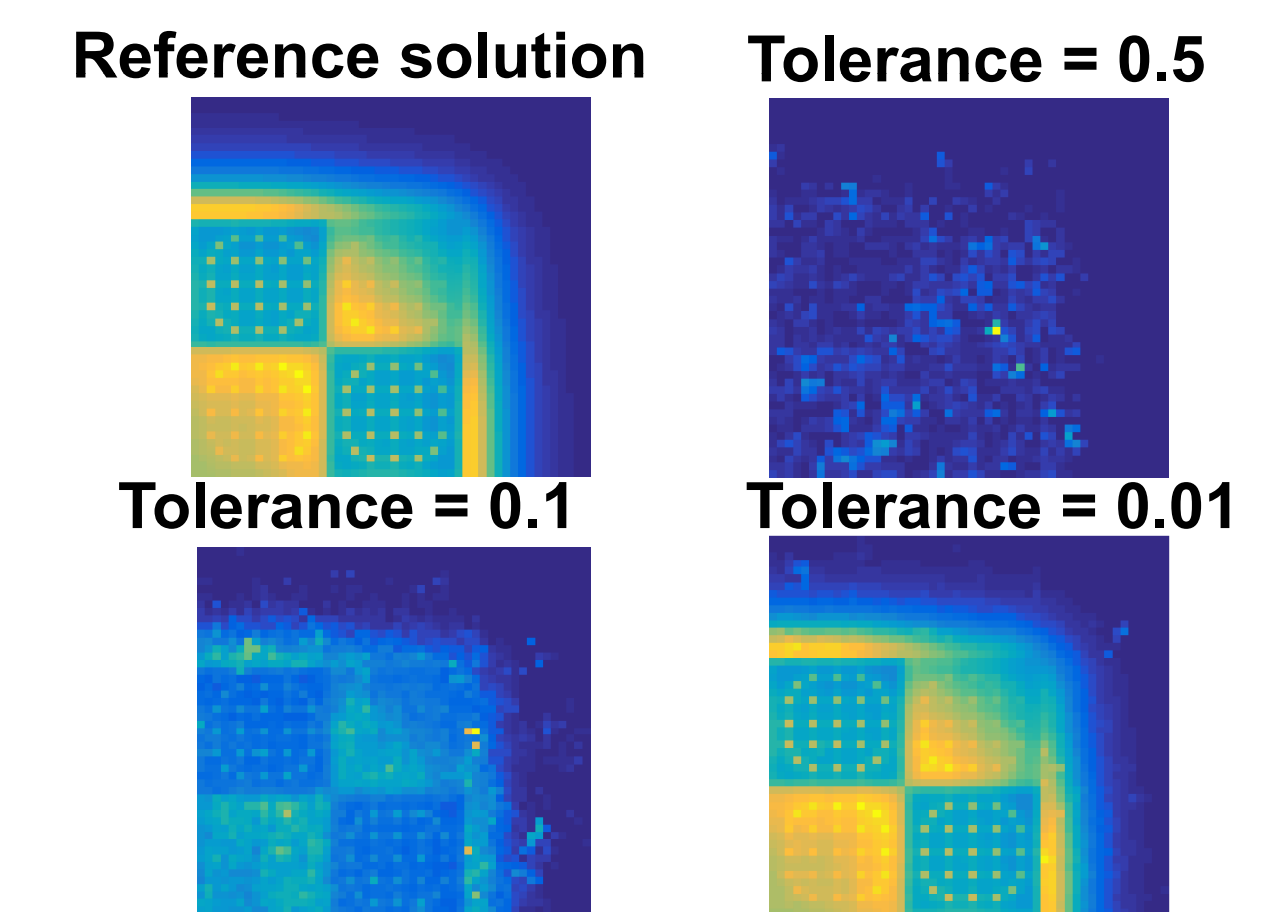 Reference solution
Tolerance = 0.5
Tolerance = 0.1
Tolerance = 0.01